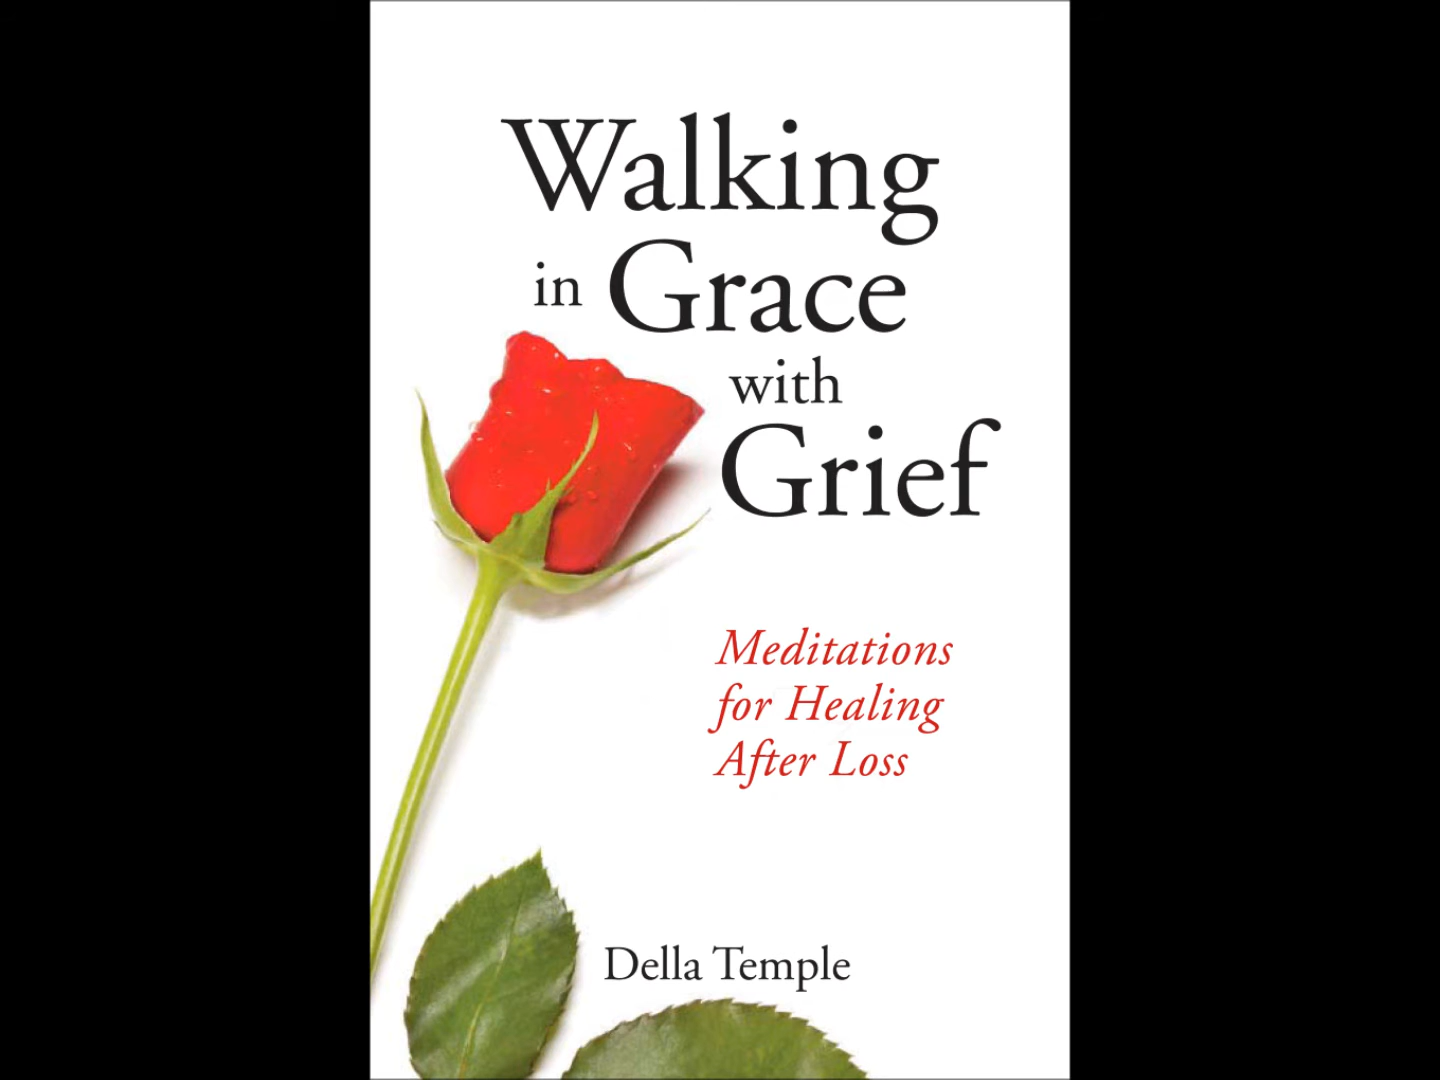 Walking
in Grace
with
Grief
Meditations
for Healing
After Loss
Della Temple